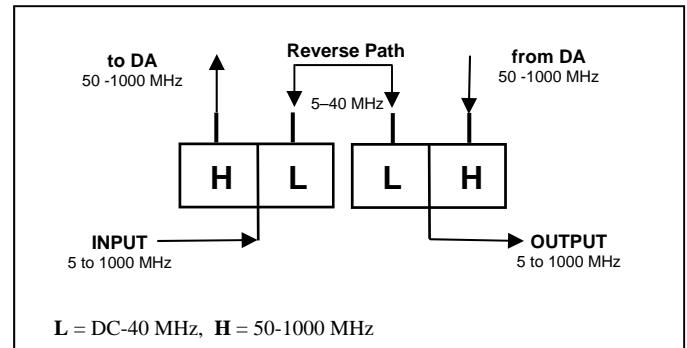 to DA
50 -1000 MHz
Reverse Path
5–40 MHz
from DA
50 -1000 MHz
H L L H
INPUT
5 to 1000 MHz
OUTPUT
5 to 1000 MHz
L = DC-40 MHz, H = 50-1000 MHz